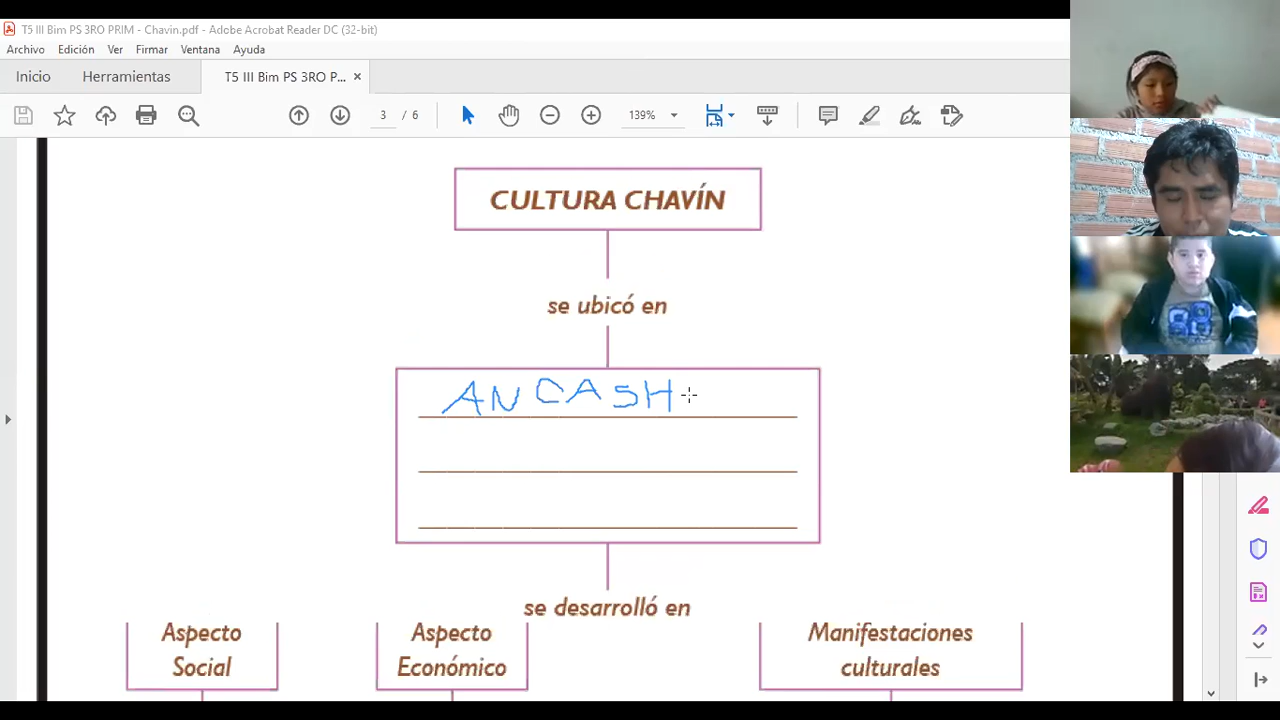 T5 III Bim PS 3RO PRIM - Chavin.pdf - Adobe Acrobat Reader DC (32-bit)
Archivo Edición Ver Firmar Ventana Ayuda
Inicio Herramientas T5 III Bim PS 3RO P... ×
3 / 6 139%
CULTURA CHAVÍN
se ubicó en
ANCASH
se desarrolló en
Aspecto Social
Aspecto Económico
Manifestaciones culturales